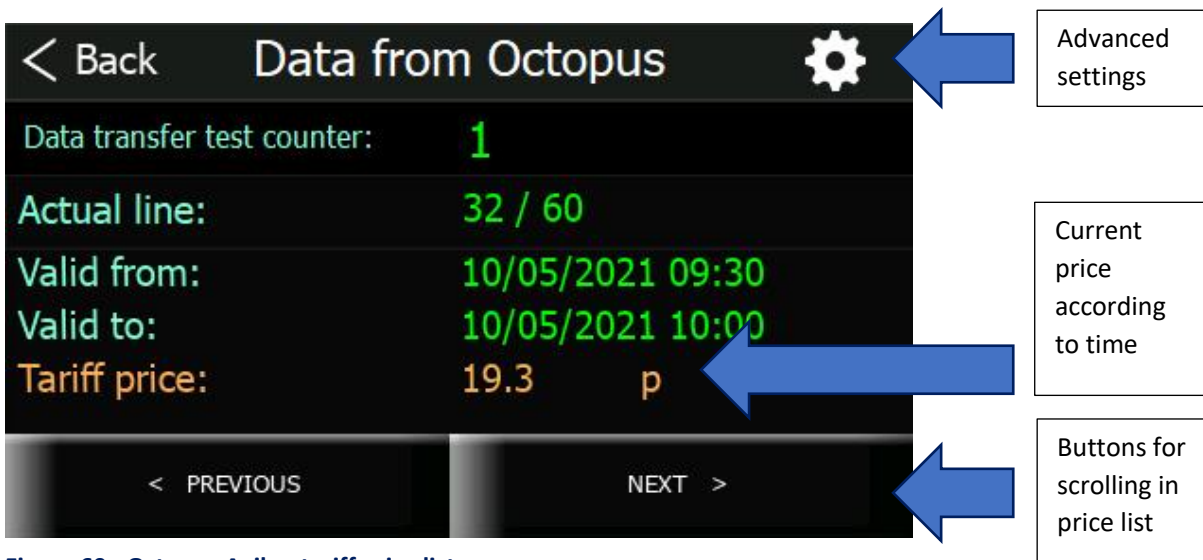 < Back Data from Octopus
Advanced
settings
Data transfer test counter: 1
Actual line: 32 / 60
Valid from: 10/05/2021 09:30
Valid to: 10/05/2021 10:00
Tariff price: 19.3 p
Current
price
according
to time
< PREVIOUS NEXT >
Buttons for
scrolling in
price list